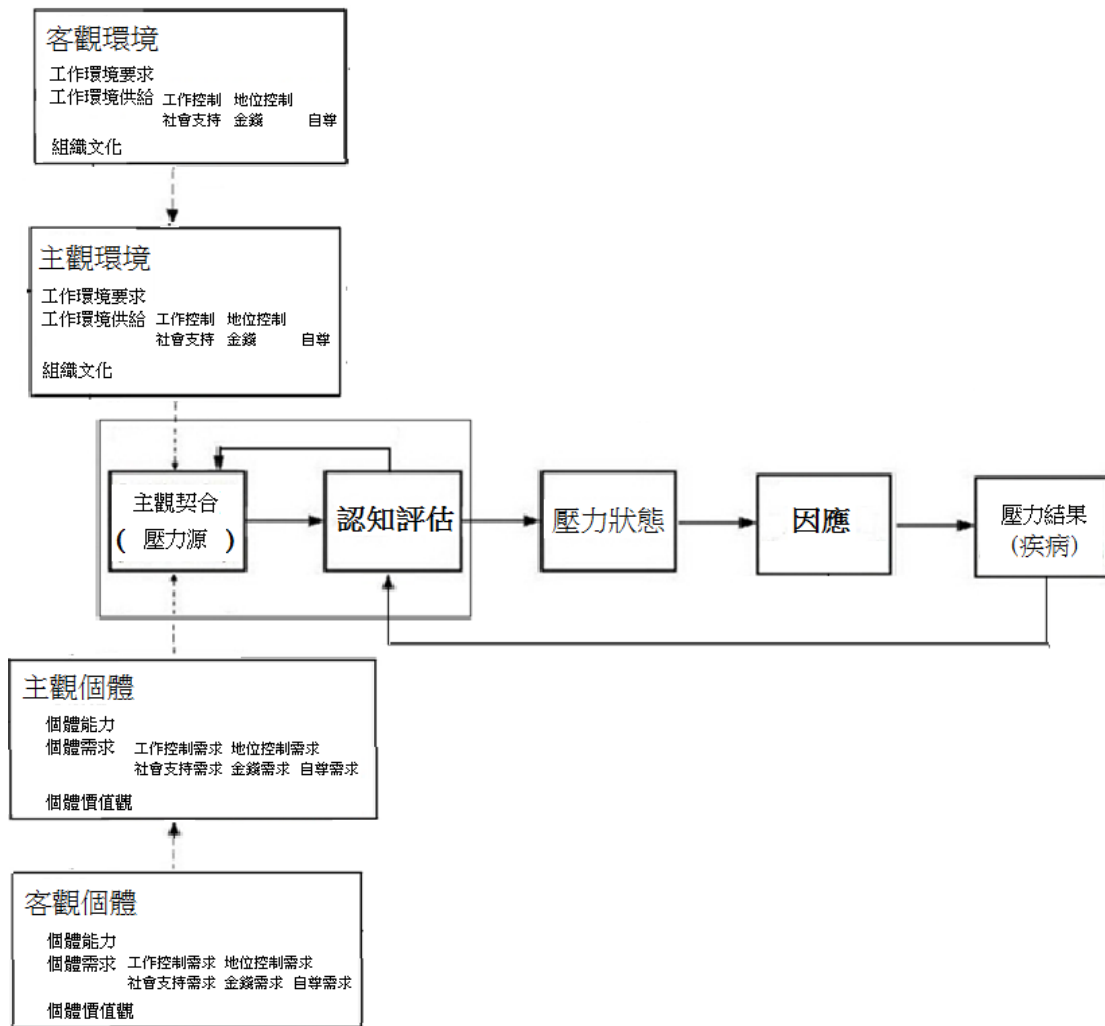 客觀環境
工作環境要求
工作環境供給 工作控制 地位控制
社會支持 金錢 自尊
組織文化
主觀環境
工作環境要求
工作環境供給 工作控制 地位控制
社會支持 金錢 自尊
組織文化
主觀契合
( 壓力源 )
認知評估
壓力狀態
因應
壓力結果
(疾病)
主觀個體
個體能力
個體需求 工作控制需求 地位控制需求
社會支持需求 金錢需求 自尊需求
個體價值觀
客觀個體
個體能力
個體需求 工作控制需求 地位控制需求
社會支持需求 金錢需求 自尊需求
個體價值觀